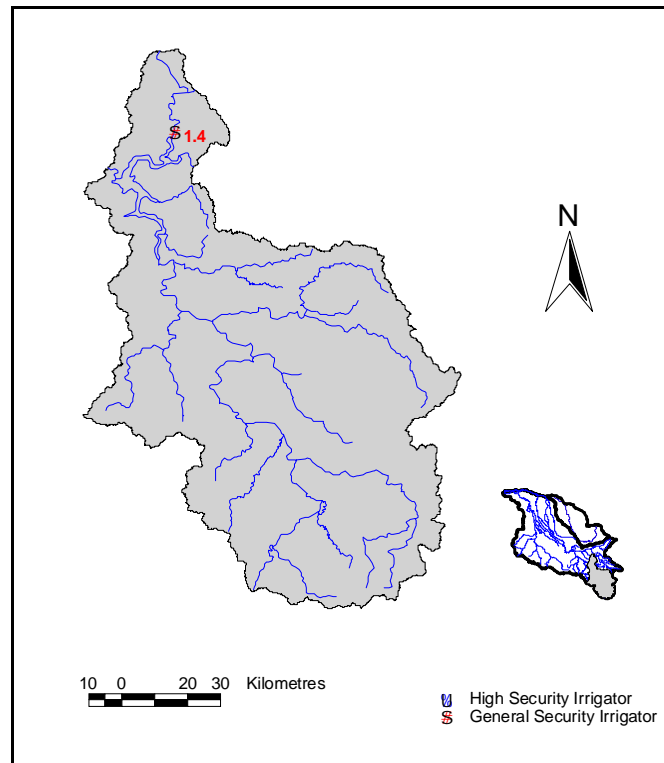 S 1.4
N
10 0 20 30 Kilometres
High Security Irrigator
S General Security Irrigator